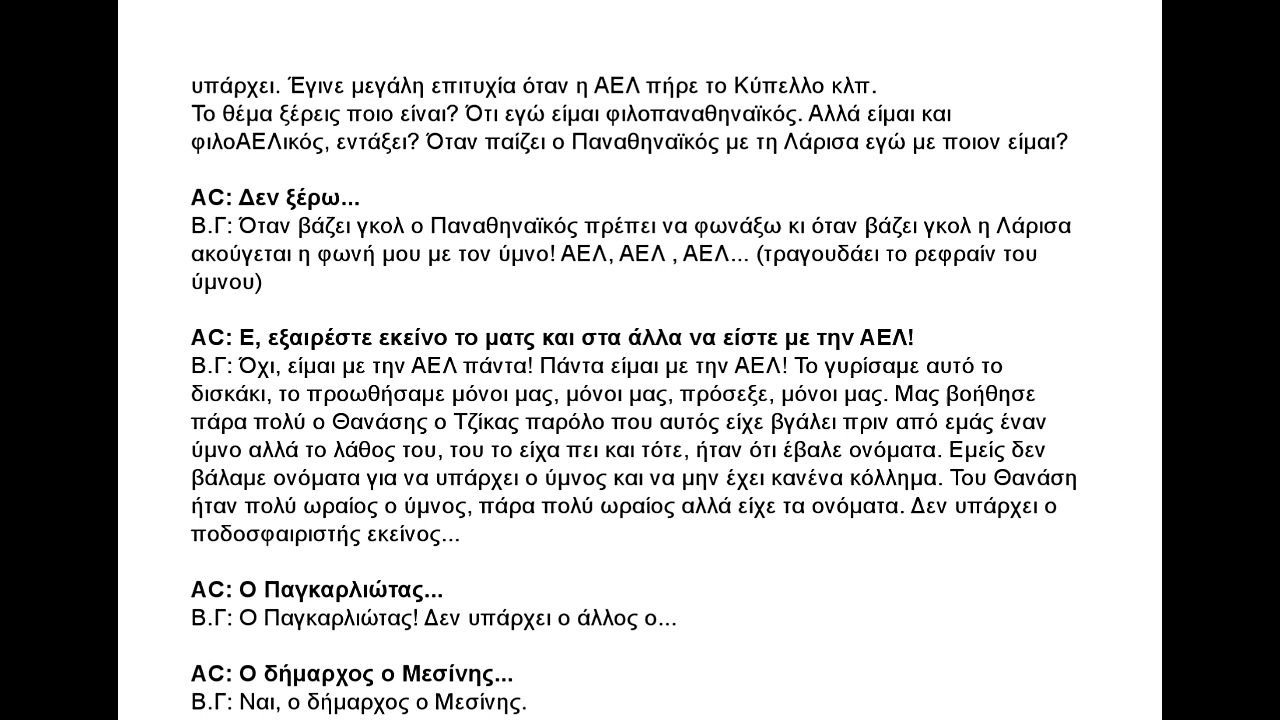 υπάρχει. Έγινε μεγάλη επιτυχία όταν η ΑΕΛ πήρε το Κύπελλο κλπ.
Το θέμα ξέρεις ποιο είναι? Ότι εγώ είμαι φιλοπαναθηναϊκός. Αλλά είμαι και
φιλοΑΕΛικός, εντάξει? Όταν παίζει ο Παναθηναϊκός με τη Λάρισα εγώ με ποιον είμαι?
AC: Δεν ξέρω...
Β.Γ: Όταν βάζει γκολ ο Παναθηναϊκός πρέπει να φωνάξω κι όταν βάζει γκολ η Λάρισα
ακούγεται η φωνή μου με τον ύμνο! ΑΕΛ, ΑΕΛ , ΑΕΛ... (τραγουδάει το ρεφραίν του
ύμνου)
AC: Ε, εξαιρέστε εκείνο το ματς και στα άλλα να είστε με την ΑΕΛ!
Β.Γ: Όχι, είμαι με την ΑΕΛ πάντα! Πάντα είμαι με την ΑΕΛ! Το γυρίσαμε αυτό το
δισκάκι, το προωθήσαμε μόνοι μας, μόνοι μας, πρόσεξε, μόνοι μας. Μας βοήθησε
πάρα πολύ ο Θανάσης ο Τζίκας παρόλο που αυτός είχε βγάλει πριν από εμάς έναν
ύμνο αλλά το λάθος του, του το είχα πει και τότε, ήταν ότι έβαλε ονόματα. Εμείς δεν
βάλαμε ονόματα για να υπάρχει ο ύμνος και να μην έχει κανένα κόλλημα. Του Θανάση
ήταν πολύ ωραίος ο ύμνος, πάρα πολύ ωραίος αλλά είχε τα ονόματα. Δεν υπάρχει ο
ποδοσφαιριστής εκείνος...
AC: Ο Παγκαρλιώτας...
Β.Γ: Ο Παγκαρλιώτας! Δεν υπάρχει ο άλλος ο...
AC: Ο δήμαρχος ο Μεσίνης...
Β.Γ: Ναι, ο δήμαρχος ο Μεσίνης.